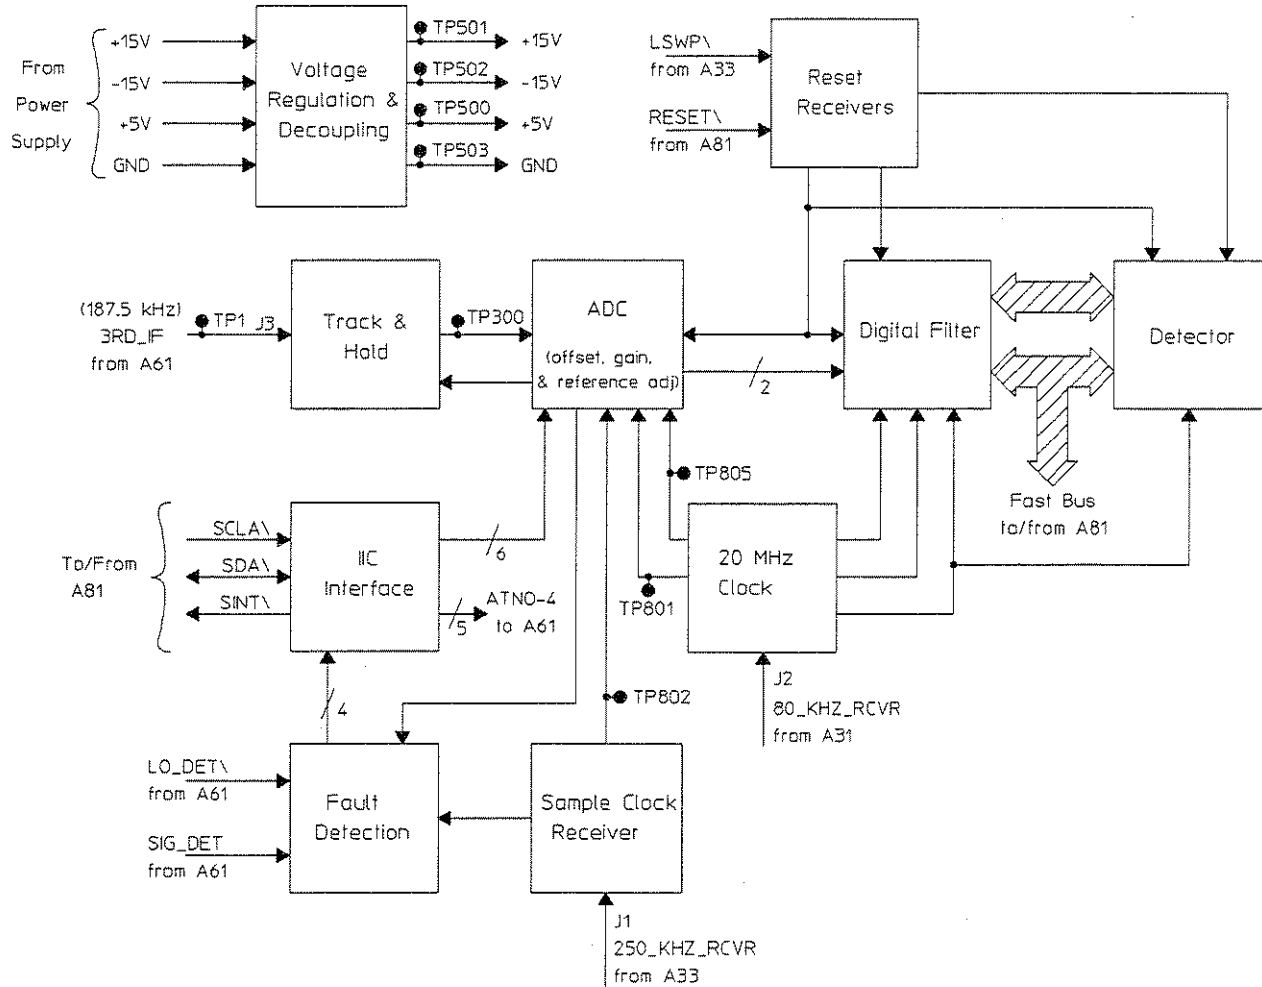 From
Power
Supply
+15V
-15V
+5V
GND
Voltage
Regulation &
Decoupling
TP501
TP502
TP500
TP503
+15V
-15V
+5V
GND
LSWP\
from A33
RESET\
from A81
Reset
Receivers
(187.5 kHz)
3RD_IF
from A61
TP1
J3
Track &
Hold
TP300
ADC
(offset, gain,
& reference adj)
2
Digital Filter
Detector
TP805
Fast Bus
to/from A81
To/From
A81
SCLA\
SDA\
SINT\
IIC
Interface
6
5
ATN0-4
to A61
20 MHz
Clock
TP801
4
TP802
J2
80_KHZ_RCVR
from A31
LO_DET\
from A61
SIG_DET
from A61
Fault
Detection
Sample Clock
Receiver
J1
250_KHZ_RCVR
from A33